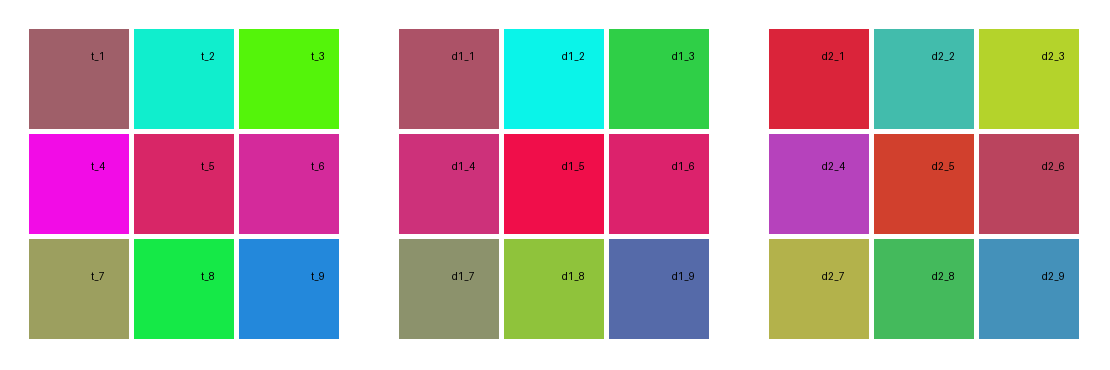 t_1 t_2 t_3 d1_1 d1_2 d1_3 d2_1 d2_2 d2_3
t_4 t_5 t_6 d1_4 d1_5 d1_6 d2_4 d2_5 d2_6
t_7 t_8 t_9 d1_7 d1_8 d1_9 d2_7 d2_8 d2_9